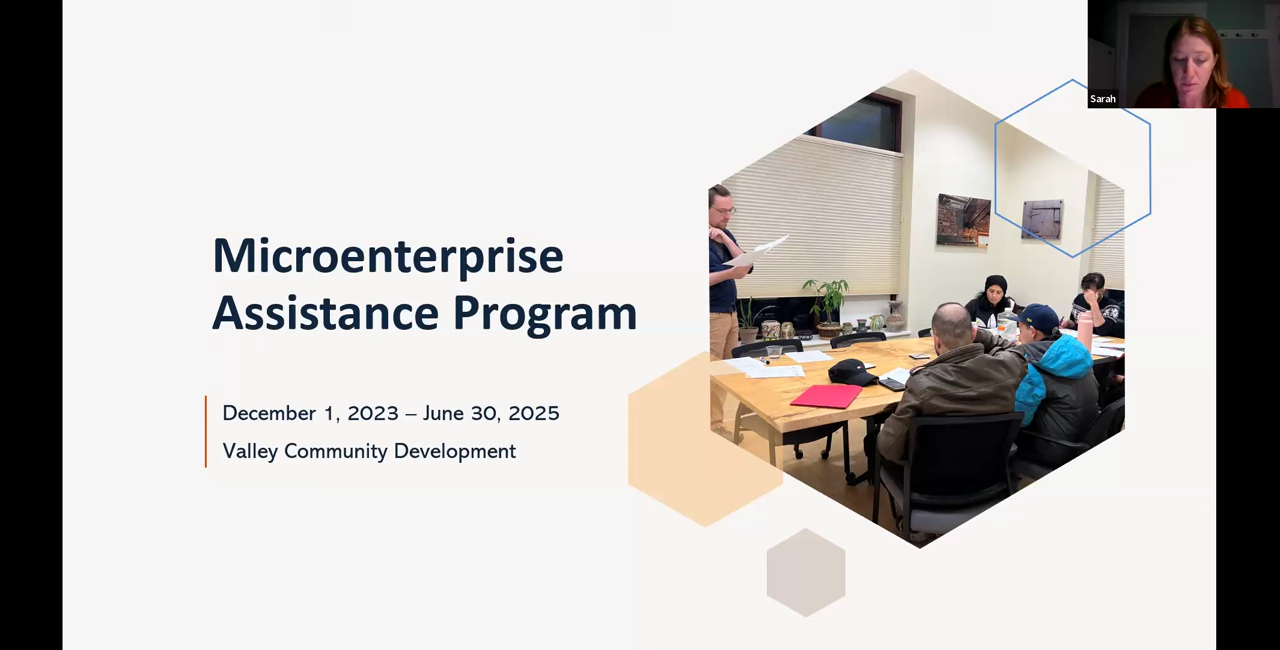 Sarah
Microenterprise
Assistance Program
December 1, 2023 – June 30, 2025
Valley Community Development